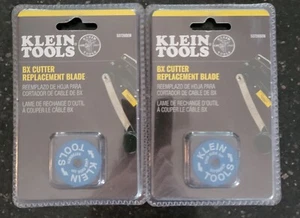 KLEIN
TOOLS
BX CUTTER
REPLACEMENT BLADE
REEMPLAZO DE HOJA PARA
CORTADOR DE CABLE DE BX
LAME DE RECHANGE D'OUTIL
À COUPER LE CÂBLE BX
KLEIN
TOOLS
KLEIN
TOOLS
BX CUTTER
REPLACEMENT BLADE
REEMPLAZO DE HOJA PARA
CORTADOR DE CABLE DE BX
LAME DE RECHANGE D'OUTIL
À COUPER LE CÂBLE BX
KLEIN
TOOLS